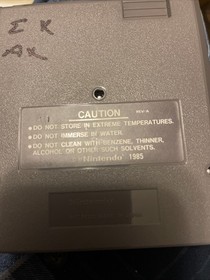 ΣK
AK
CAUTION
• DO NOT STORE IN EXTREME TEMPERATURES.
• DO NOT IMMERSE IN WATER.
• DO NOT CLEAN WITH BENZENE, THINNER,
ALCOHOL OR OTHER SUCH SOLVENTS.
Nintendo 1985